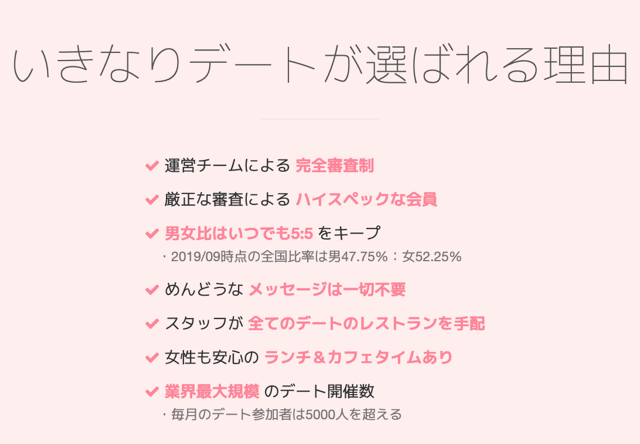 いきなりデートが選ばれる理由
運営チームによる 完全審査制
厳正な審査による ハイスペックな会員
男女比はいつでも5:5 をキープ
・2019/09時点の全国比率は男47.75%：女52.25%
めんどうな メッセージは一切不要
スタッフが 全てのデートのレストランを手配
女性も安心の ランチ＆カフェタイムあり
業界最大規模 のデート開催数
・毎月のデート参加者は5000人を超える